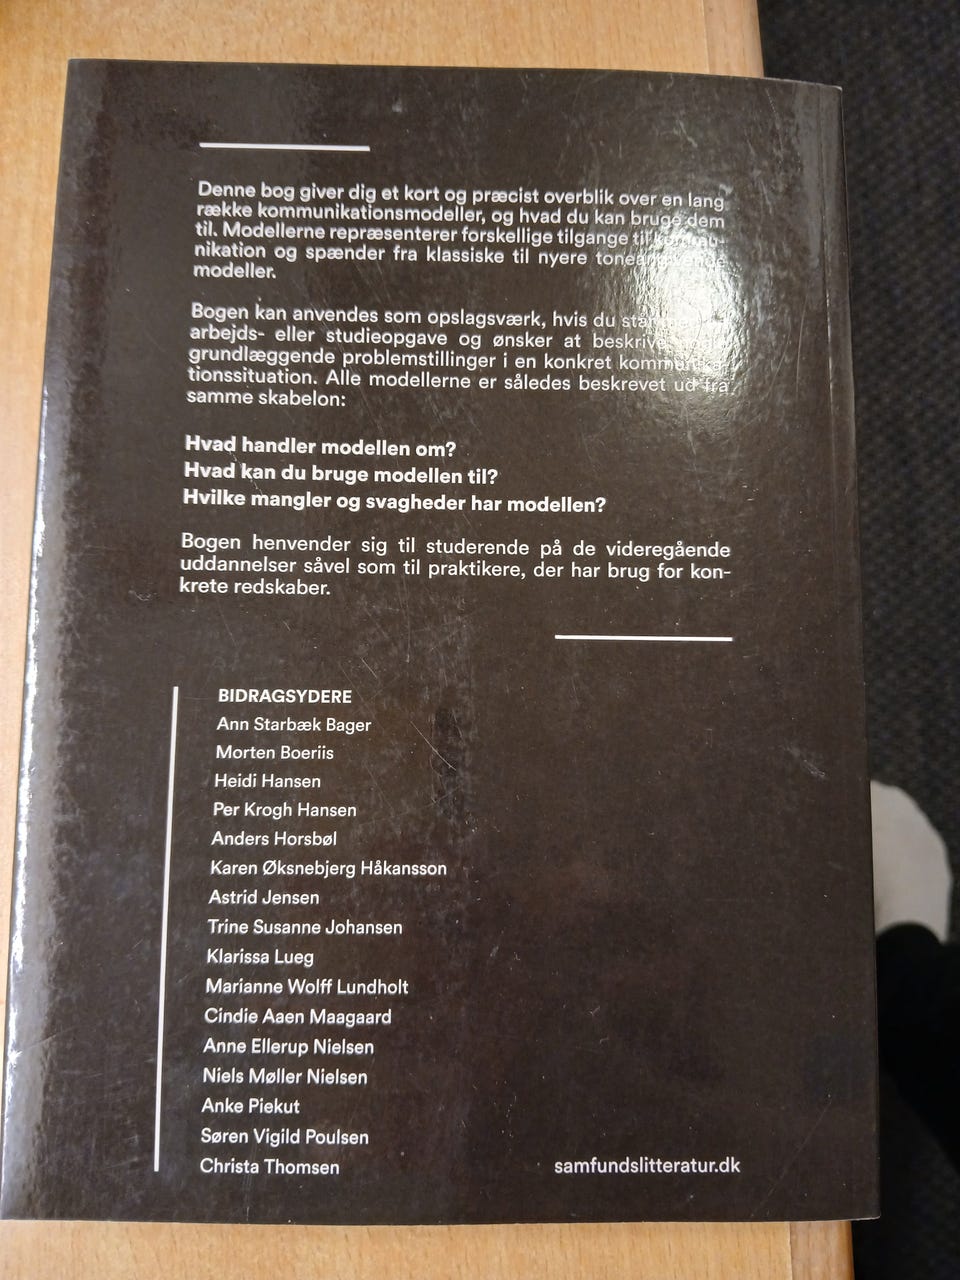 Denne bog giver dig et kort og præcist overblik over en lang
række kommunikationsmodeller, og hvad du kan bruge dem
til. Modellerne repræsenterer forskellige tilgange til kommu-
nikation og spænder fra klassiske til nyere toneangivende
modeller.
Bogen kan anvendes som opslagsværk, hvis du
arbejds- eller studieopgave og ønsker at beskrive
grundlæggende problemstillinger i en konkret kommunika-
tionssituation. Alle modellerne er således beskrevet ud fra
samme skabelon:
Hvad handler modellen om?
Hvad kan du bruge modellen til?
Hvilke mangler og svagheder har modellen?
Bogen henvender sig til studerende på de videregående
uddannelser såvel som til praktikere, der har brug for kon-
krete redskaber.
BIDRAGSYDERE
Ann Starbæk Bager
Morten Boeriis
Heidi Hansen
Per Krogh Hansen
Anders Horsbøl
Karen Øksnebjerg Håkansson
Astrid Jensen
Trine Susanne Johansen
Klarissa Lueg
Marianne Wolff Lundholt
Cindie Aaen Maagaard
Anne Ellerup Nielsen
Niels Møller Nielsen
Anke Piekut
Søren Vigild Poulsen
Christa Thomsen
samfundslitteratur.dk